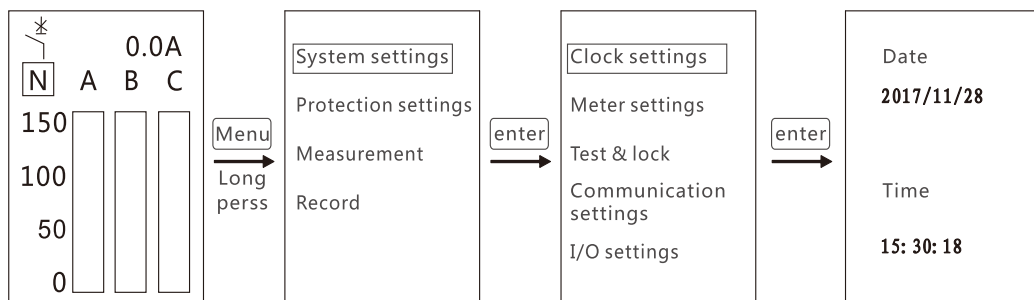 0.0A
N A B C
150
100
50
0
Menu
Long
perss
System settings
Protection settings
Measurement
Record
enter
Clock settings
Meter settings
Test & lock
Communication
settings
I/O settings
enter
Date
2017/11/28
Time
15: 30: 18